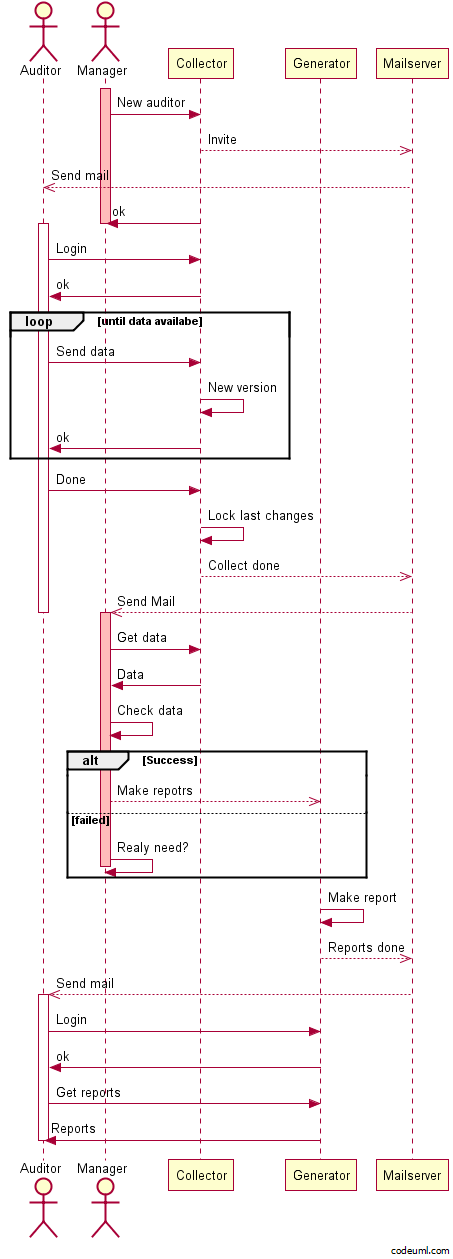 Auditor Manager Collector Generator Mailserver
New auditor
Invite
Send mail
ok
Login
ok
loop [until data availabe]
Send data
New version
ok
Done
Lock last changes
Collect done
Send Mail
Get data
Data
Check data
alt [Success]
Make repotrs
[failed]
Realy need?
Make report
Reports done
Send mail
Login
ok
Get reports
Reports
Auditor Manager Collector Generator Mailserver
codeuml.com